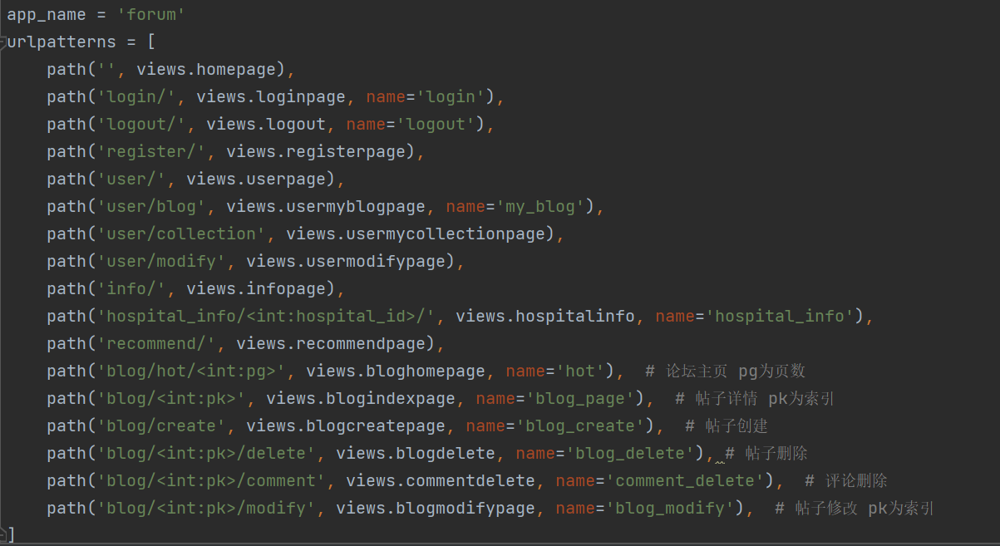 app_name = 'forum'
urlpatterns = [
    path('', views.homepage),
    path('login/', views.loginpage, name='login'),
    path('logout/', views.logout, name='logout'),
    path('register/', views.registerpage),
    path('user/', views.userpage),
    path('user/blog', views.usermyblogpage, name='my_blog'),
    path('user/collection', views.usermycollectionpage),
    path('user/modify', views.usermodifypage),
    path('info/', views.infopage),
    path('hospital_info/<int:hospital_id>/', views.hospitalinfo, name='hospital_info'),
    path('recommend/', views.recommendpage),
    path('blog/hot/<int:pg>', views.bloghomepage, name='hot'),  # 论坛主页 pg为页数
    path('blog/<int:pk>', views.blogindexpage, name='blog_page'),  # 帖子详情 pk为索引
    path('blog/create', views.blogcreatepage, name='blog_create'),  # 帖子创建
    path('blog/<int:pk>/delete', views.blogdelete, name='blog_delete'), # 帖子删除
    path('blog/<int:pk>/comment', views.commentdelete, name='comment_delete'),  # 评论删除
    path('blog/<int:pk>/modify', views.blogmodifypage, name='blog_modify'),  # 帖子修改 pk为索引
]